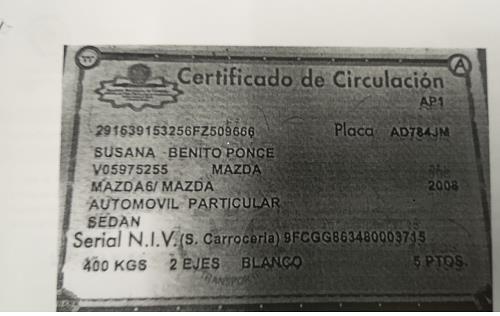 Certificado de Circulación
AP1
291639153256FZ509666 Placa AD784JM
SUSANA BENITO PONCE
V05975255 MAZDA
MAZDA6/ MAZDA 2008
AUTOMOVIL PARTICULAR
SEDAN
Serial N.I.V. (S. Carroceria) 9FCGG863480003715
400 KGS 2 EJES BLANCO 5 PTOS.